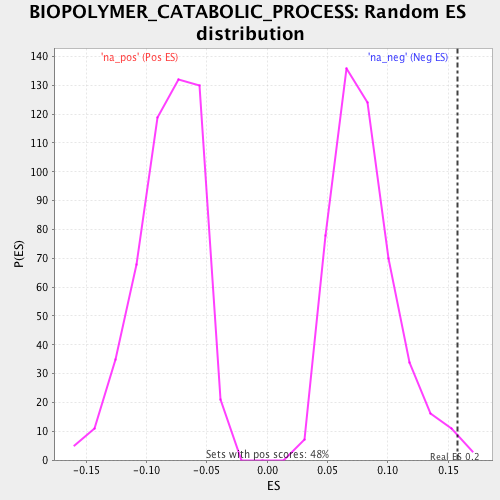 BIOPOLYMER_CATABOLIC_PROCESS: Random ES
distribution
'na_pos' (Pos ES)
'na_neg' (Neg ES)
140
130
120
110
100
90
80
70
60
50
40
30
20
10
0
P(ES)
Sets with pos scores: 48%
Real ES 0.2
-0.15
-0.10
-0.05
0.00
0.05
0.10
0.15
ES